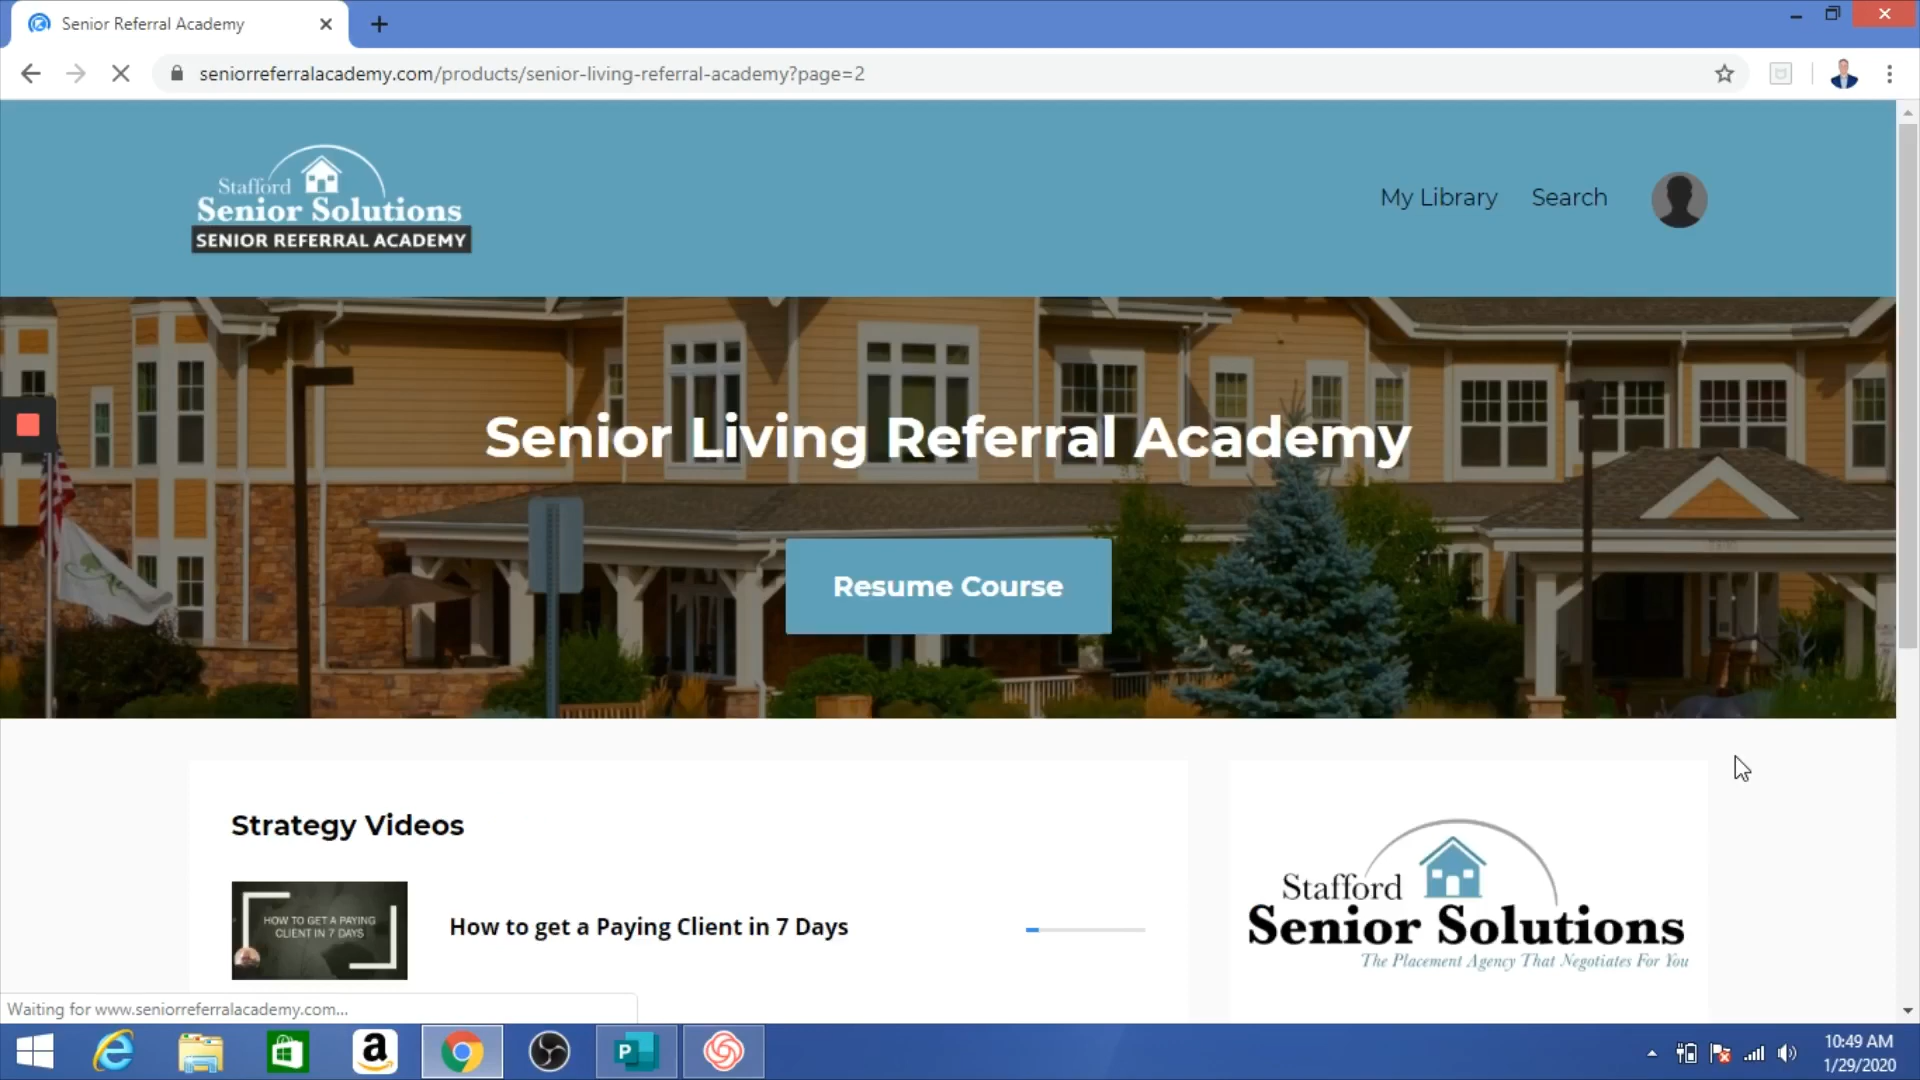 Senior Referral Academy
seniorreferralacademy.com/products/senior-living-referral-academy?page=2
Stafford
Senior Solutions
SENIOR REFERRAL ACADEMY
My Library
Search
Senior Living Referral Academy
Resume Course
Strategy Videos
HOW TO GET A PAYING
CLIENT IN 7 DAYS
How to get a Paying Client in 7 Days
Stafford
Senior Solutions
The Placement Agency That Negotiates For You
Waiting for www.seniorreferralacademy.com...
10:49 AM
1/29/2020